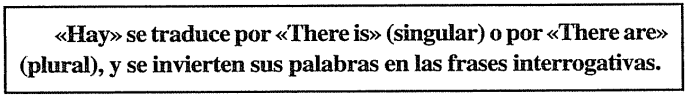 «Hay» se traduce por «There is» (singular) o por «There are»
(plural), y se invierten sus palabras en las frases interrogativas.